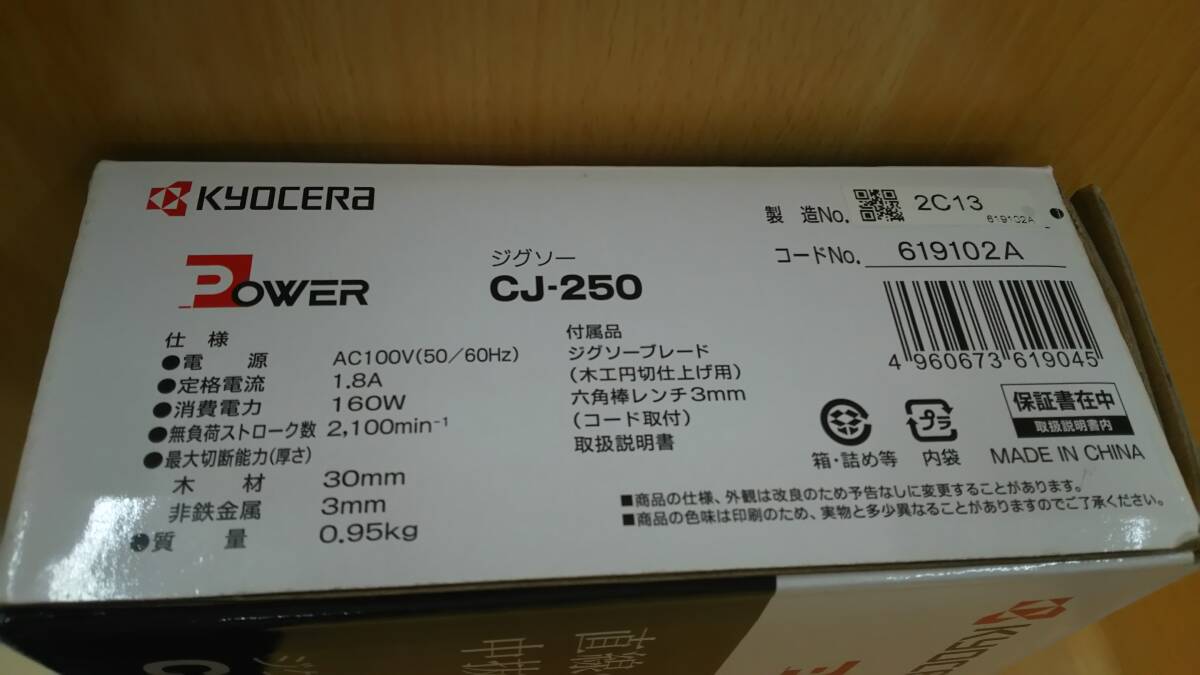 KYOCERA
POWER
ジグソー
CJ-250
製造No. 2C13
619102A
コードNo. 619102A
4 960673 619045
仕様
●電源 AC100V(50/60Hz)
●定格電流 1.8A
●消費電力 160W
●無負荷ストローク数 2,100min⁻¹
●最大切断能力(厚さ)
木材 30mm
非鉄金属 3mm
●質量 0.95kg
付属品
ジグソーブレード
(木工円切仕上げ用)
六角棒レンチ3mm
(コード取付)
取扱説明書
箱・詰め等
プラ
内袋
保証書在中
取扱説明書内
MADE IN CHINA
■商品の仕様、外観は改良のため予告なしに変更することがあります。
■商品の色味は印刷のため、実物と多少異なることがありますのでご了承ください。
直線